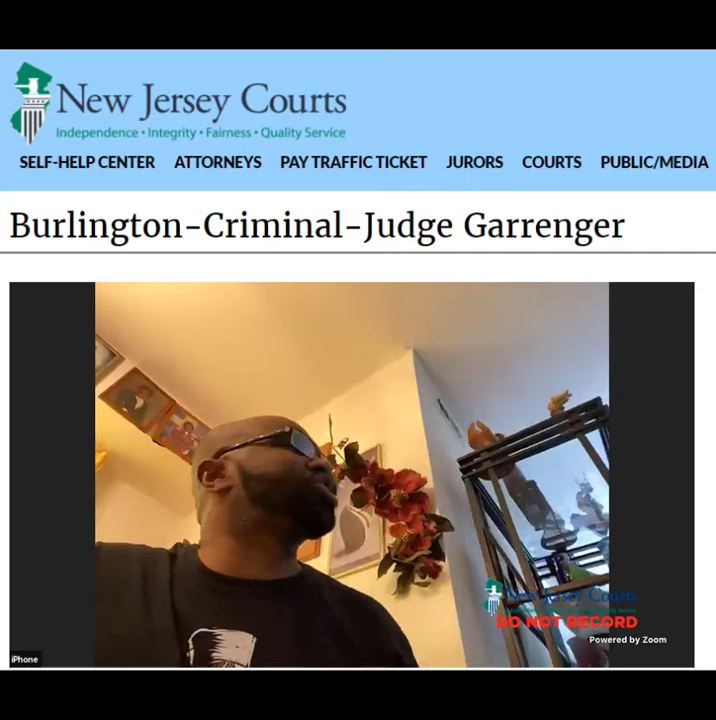 New Jersey Courts
Independence • Integrity • Fairness • Quality Service
SELF-HELP CENTER ATTORNEYS PAY TRAFFIC TICKET JURORS COURTS PUBLIC/MEDIA
Burlington-Criminal-Judge Garrenger
New Jersey Courts
DO NOT RECORD
Powered by Zoom
iPhone